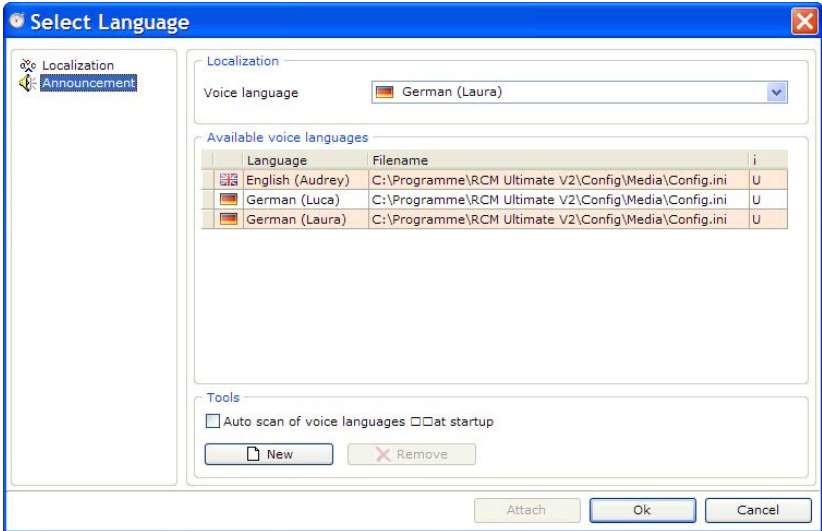 Select Language
Localization
Announcement
Localization
Voice language German (Laura)
Available voice languages
Language Filename i
English (Audrey) C:\Programme\RCM Ultimate V2\Config\Media\Config.ini U
German (Luca) C:\Programme\RCM Ultimate V2\Config\Media\Config.ini U
German (Laura) C:\Programme\RCM Ultimate V2\Config\Media\Config.ini U
Tools
Auto scan of voice languages □□at startup
New Remove
Attach Ok Cancel